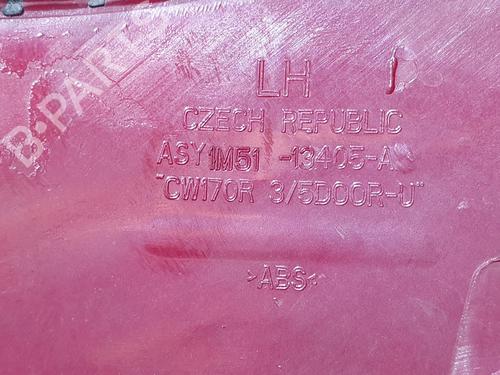 B-PARTS
LH
CZECH REPUBLIC
ASY 1M51 -13405-A
"CW170R 3/5DOOR-U"
>ABS<